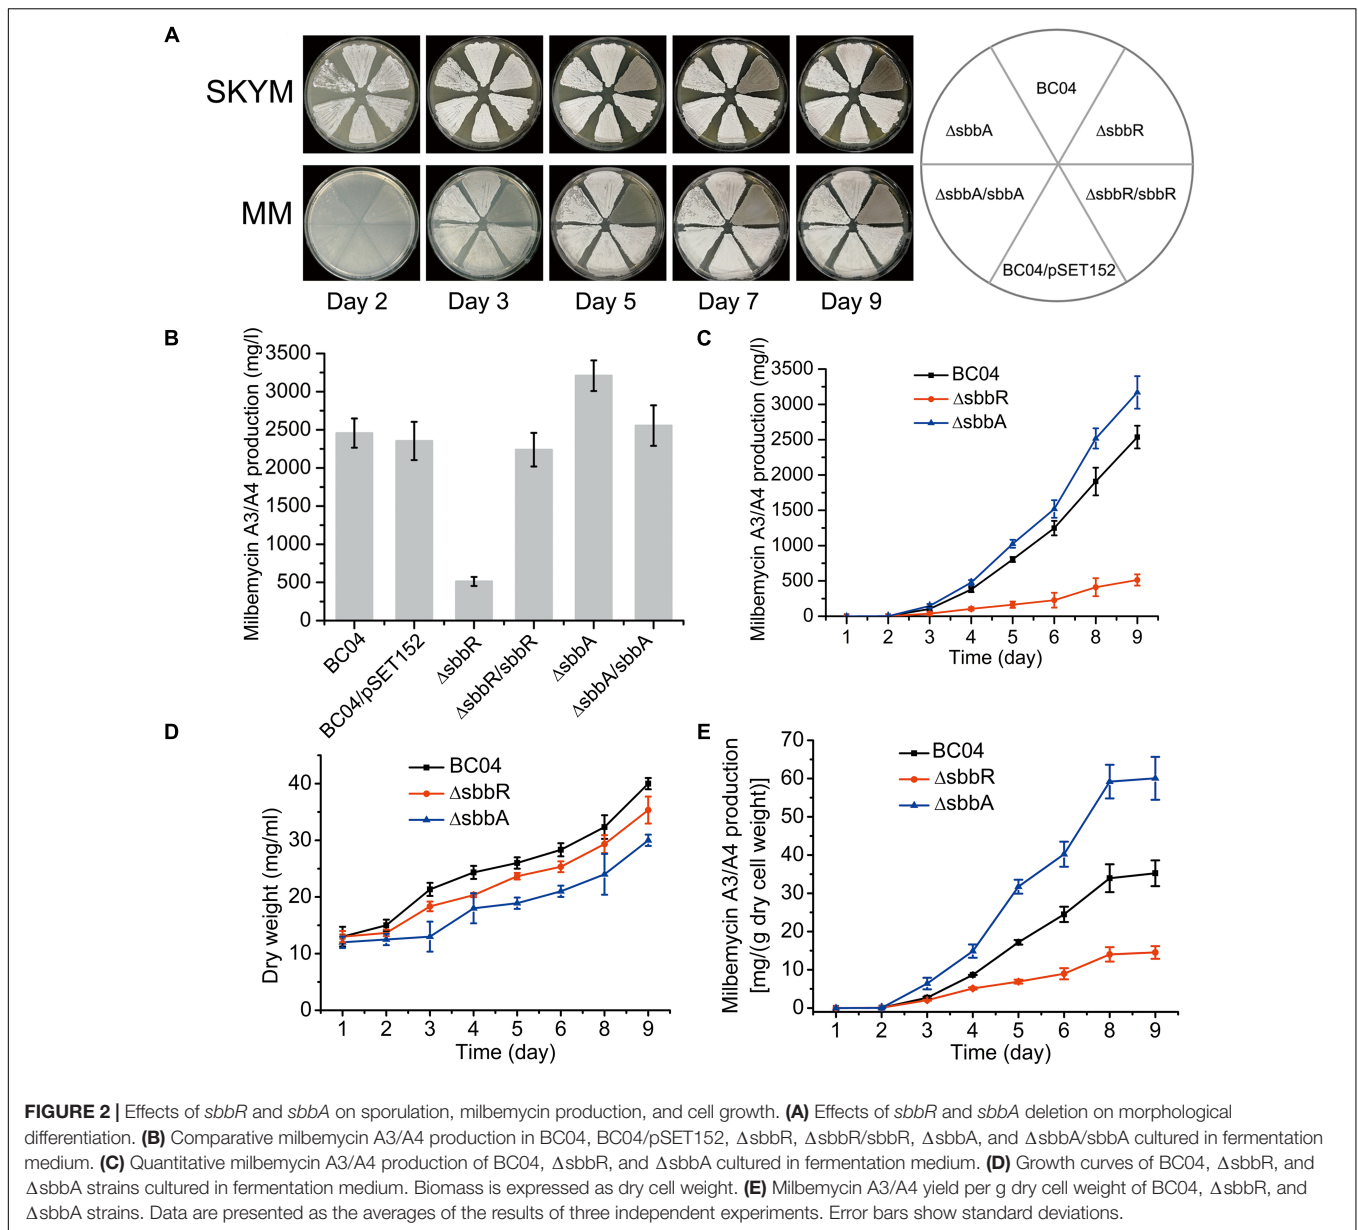 A
SKYM
MM
Day 2
Day 3
Day 5
Day 7
Day 9
BC04
ΔsbbA
ΔsbbR
ΔsbbA/sbbA
ΔsbbR/sbbR
BC04/pSET152
B
Milbemycin A3/A4 production (mg/l)
3500
3000
2500
2000
1500
1000
500
0
BC04
BC04/pSET152
ΔsbbR
ΔsbbR/sbbR
ΔsbbA
ΔsbbA/sbbA
C
Milbemycin A3/A4 production (mg/l)
3500
3000
2500
2000
1500
1000
500
0
BC04
ΔsbbR
ΔsbbA
1 2 3 4 5 6 8 9
Time (day)
D
Dry weight (mg/ml)
40
30
20
10
0
BC04
ΔsbbR
ΔsbbA
1 2 3 4 5 6 8 9
Time (day)
E
Milbemycin A3/A4 production
[mg/(g dry cell weight)]
70
60
50
40
30
20
10
0
BC04
ΔsbbR
ΔsbbA
1 2 3 4 5 6 8 9
Time (day)
FIGURE 2 | Effects of sbbR and sbbA on sporulation, milbemycin production, and cell growth. (A) Effects of sbbR and sbbA deletion on morphological
differentiation. (B) Comparative milbemycin A3/A4 production in BC04, BC04/pSET152, ΔsbbR, ΔsbbR/sbbR, ΔsbbA, and ΔsbbA/sbbA cultured in fermentation
medium. (C) Quantitative milbemycin A3/A4 production of BC04, ΔsbbR, and ΔsbbA cultured in fermentation medium. (D) Growth curves of BC04, ΔsbbR, and
ΔsbbA strains cultured in fermentation medium. Biomass is expressed as dry cell weight. (E) Milbemycin A3/A4 yield per g dry cell weight of BC04, ΔsbbR, and
ΔsbbA strains. Data are presented as the averages of the results of three independent experiments. Error bars show standard deviations.